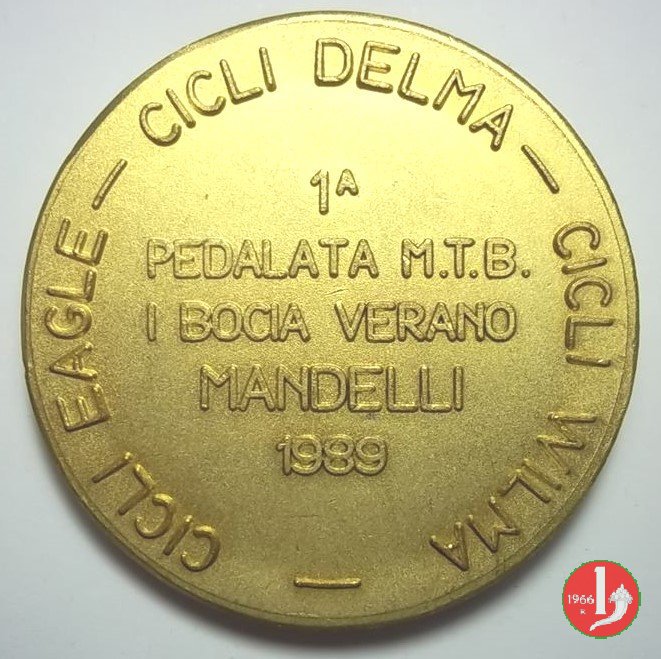 CICLI EAGLE — CICLI DELMA — CICLI WILMA —
1ᴬ
PEDALATA M.T.B.
I BOCIA VERANO
MANDELLI
1989
1966
R